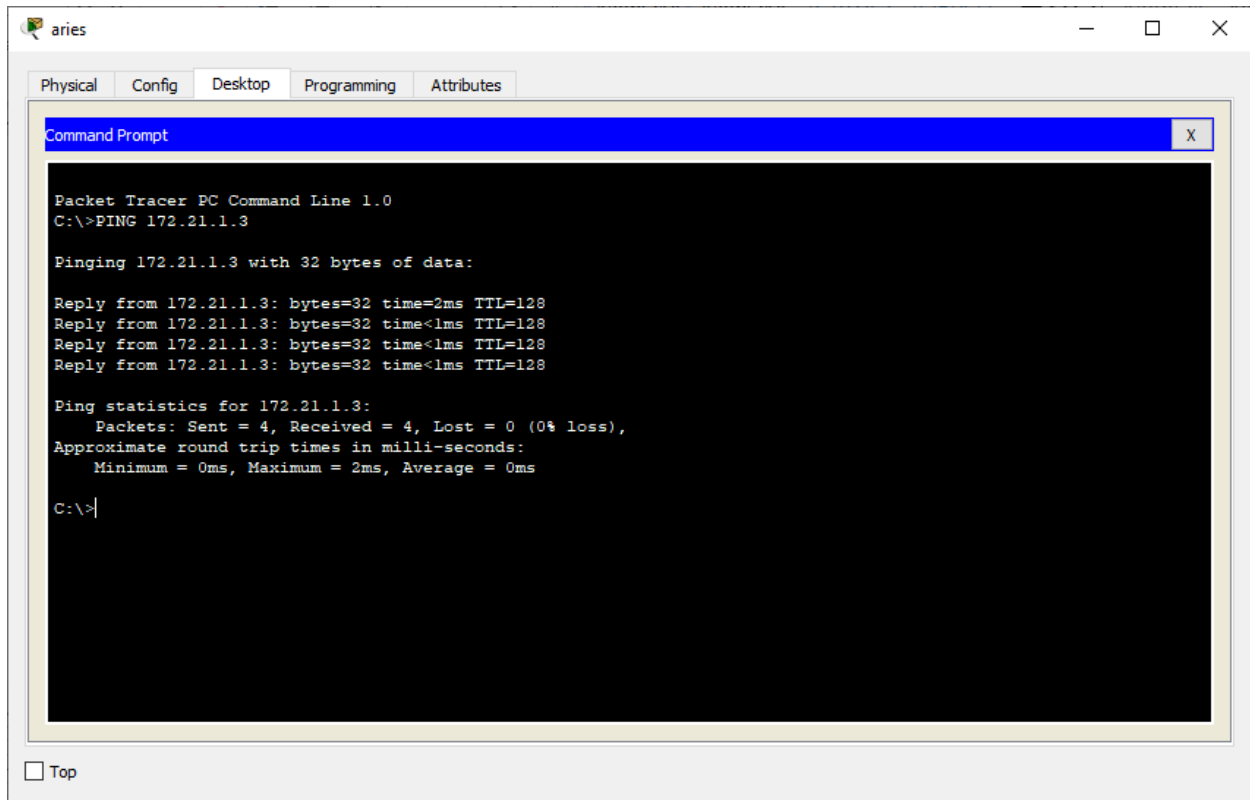 aries
Physical Config Desktop Programming Attributes
Command Prompt X
Packet Tracer PC Command Line 1.0
C:\>PING 172.21.1.3
Pinging 172.21.1.3 with 32 bytes of data:
Reply from 172.21.1.3: bytes=32 time=2ms TTL=128
Reply from 172.21.1.3: bytes=32 time<1ms TTL=128
Reply from 172.21.1.3: bytes=32 time<1ms TTL=128
Reply from 172.21.1.3: bytes=32 time<1ms TTL=128
Ping statistics for 172.21.1.3:
Packets: Sent = 4, Received = 4, Lost = 0 (0% loss),
Approximate round trip times in milli-seconds:
Minimum = 0ms, Maximum = 2ms, Average = 0ms
C:\>
Top